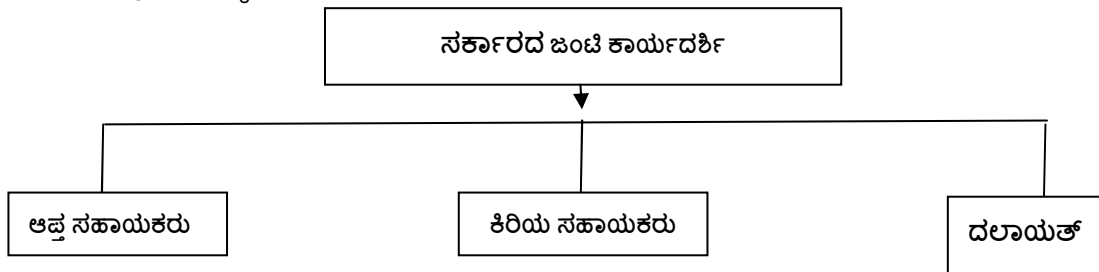 ಸರ್ಕಾರದ ಜಂಟಿ ಕಾರ್ಯದರ್ಶಿ
ಆಪ್ತ ಸಹಾಯಕರು
ಕಿರಿಯ ಸಹಾಯಕರು
ದಲಾಯತ್